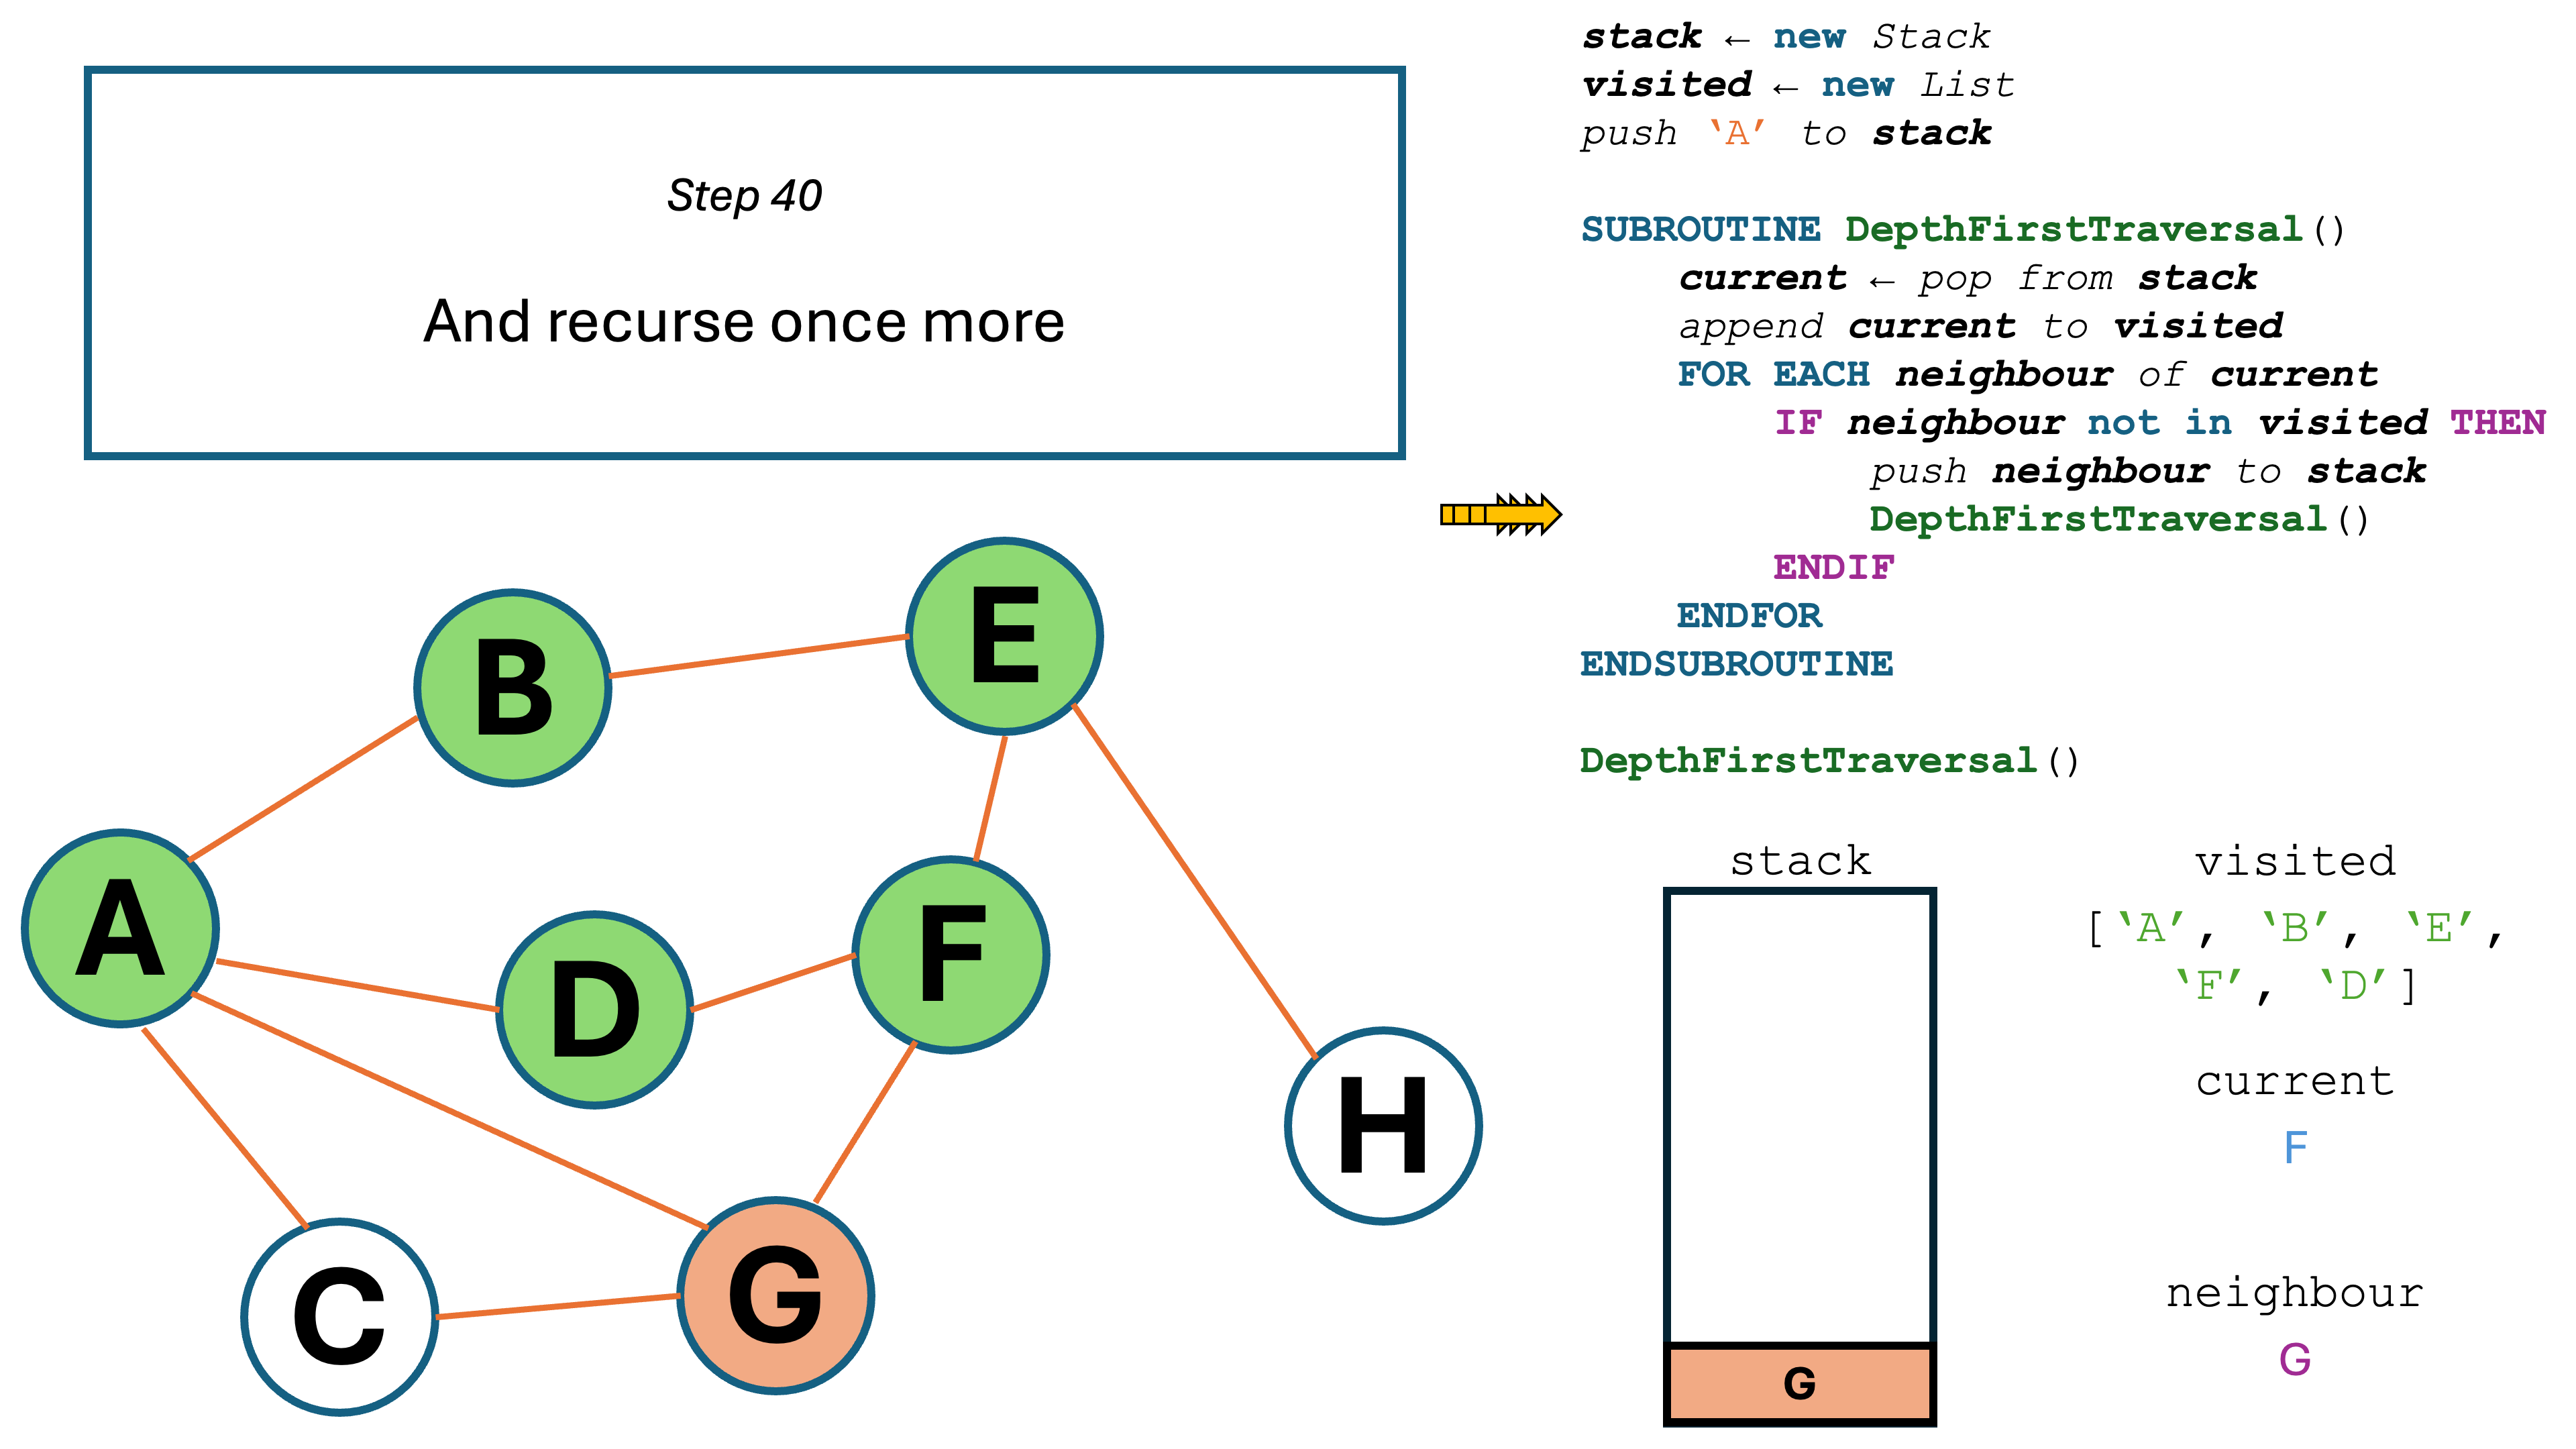 Step 40
And recurse once more
stack ← new Stack
visited ← new List
push ‘A’ to stack
SUBROUTINE DepthFirstTraversal()
current ← pop from stack
append current to visited
FOR EACH neighbour of current
IF neighbour not in visited THEN
push neighbour to stack
DepthFirstTraversal()
ENDIF
ENDFOR
ENDSUBROUTINE
DepthFirstTraversal()
B
E
A
D
F
H
C
G
stack
G
visited
[‘A’, ‘B’, ‘E’,
‘F’, ‘D’]
current
F
neighbour
G